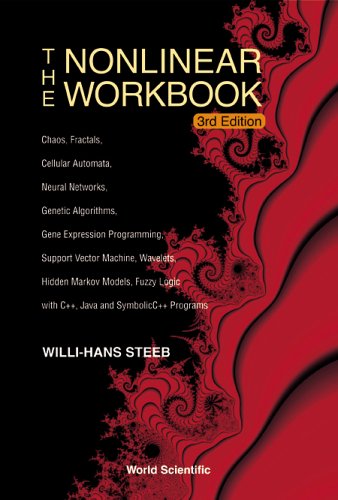 THE NONLINEAR
WORKBOOK
3rd Edition
Chaos, Fractals,
Cellular Automata,
Neural Networks,
Genetic Algorithms,
Gene Expression Programming,
Support Vector Machine, Wavelets,
Hidden Markov Models, Fuzzy Logic
with C++, Java and SymbolicC++ Programs
WILLI-HANS STEEB
World Scientific